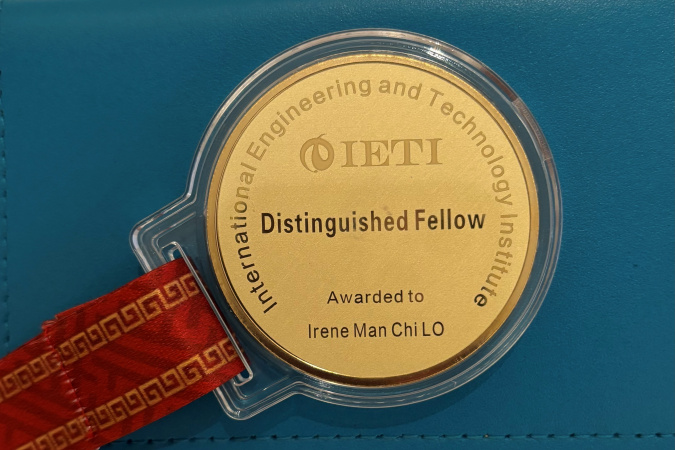 International Engineering and Technology Institute
IETI
Distinguished Fellow
Awarded to
Irene Man Chi LO